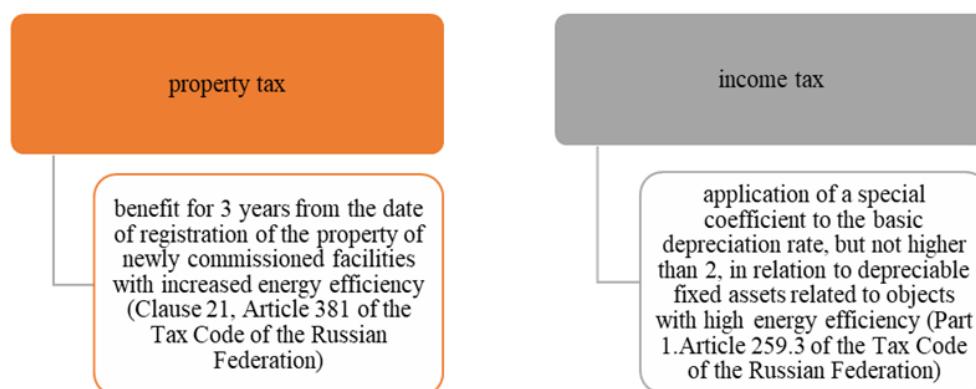 property tax
benefit for 3 years from the date
of registration of the property of
newly commissioned facilities
with increased energy efficiency
(Clause 21, Article 381 of the
Tax Code of the Russian
Federation)
income tax
application of a special
coefficient to the basic
depreciation rate, but not higher
than 2, in relation to depreciable
fixed assets related to objects
with high energy efficiency (Part
1.Article 259.3 of the Tax Code
of the Russian Federation)